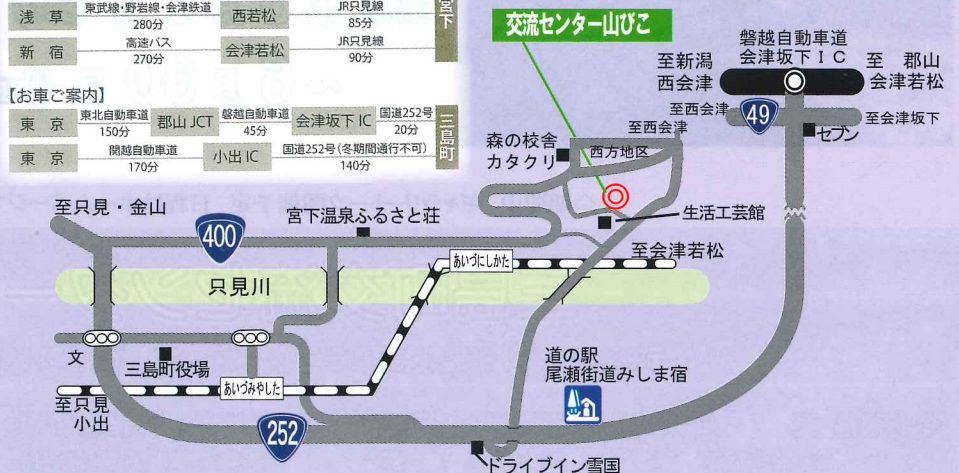 浅 草 東武線・野岩線・会津鉄道 280分 西若松 JR只見線 85分 宮下
新 宿 高速バス 270分 会津若松 JR只見線 90分
【お車ご案内】
東 京 東北自動車道 150分 郡山 JCT 磐越自動車道 45分 会津坂下 IC 国道252号 20分 三島町
東 京 関越自動車道 170分 小出 IC 国道252号(冬期間通行不可) 140分
交流センター山びこ
磐越自動車道
会津坂下IC
至新潟
西会津
至 郡山
会津若松
至西会津
49
至会津坂下
セブン
至西会津
森の校舎
カタクリ
西方地区
生活工芸館
至只見・金山
400
宮下温泉ふるさと荘
あいづにしかた
至会津若松
只見川
文
三島町役場
あいづみやした
至只見
小出
252
道の駅
尾瀬街道みしま宿
ドライブイン雪国